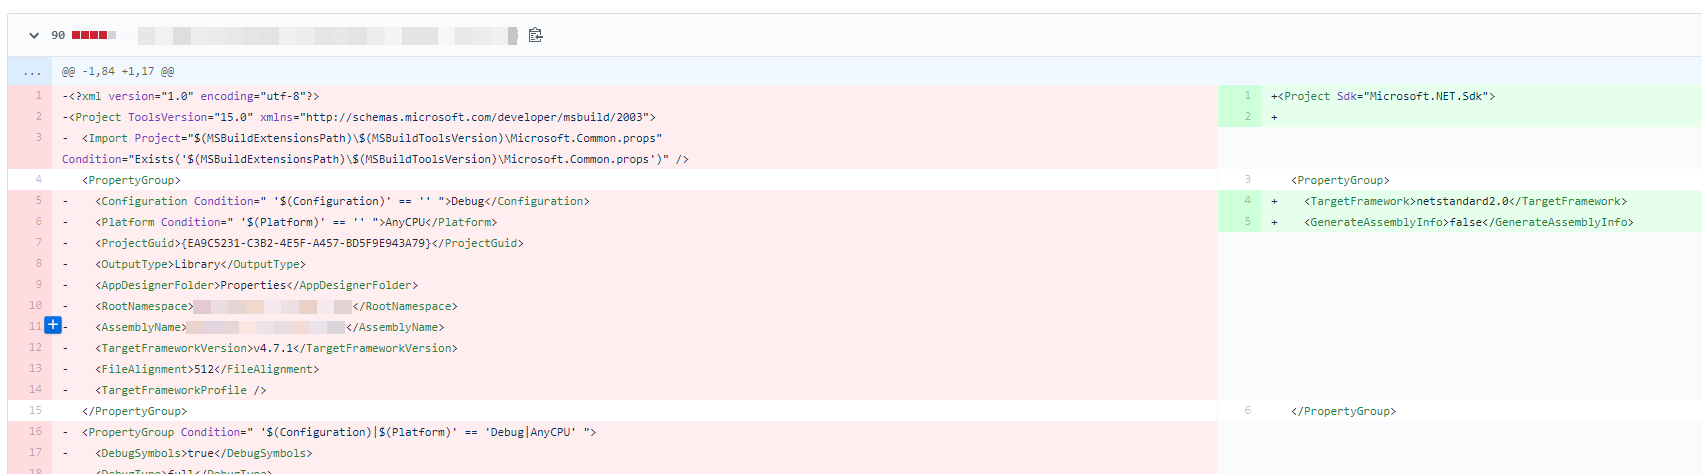 90
... @@ -1,84 +1,17 @@
1 -<?xml version="1.0" encoding="utf-8"?>
2 -<Project ToolsVersion="15.0" xmlns="http://schemas.microsoft.com/developer/msbuild/2003">
3 -  <Import Project="$(MSBuildExtensionsPath)\$(MSBuildToolsVersion)\Microsoft.Common.props"
Condition="Exists('$(MSBuildExtensionsPath)\$(MSBuildToolsVersion)\Microsoft.Common.props')" />
4    <PropertyGroup>
5 -    <Configuration Condition=" '$(Configuration)' == '' ">Debug</Configuration>
6 -    <Platform Condition=" '$(Platform)' == '' ">AnyCPU</Platform>
7 -    <ProjectGuid>{EA9C5231-C3B2-4E5F-A457-BD5F9E943A79}</ProjectGuid>
8 -    <OutputType>Library</OutputType>
9 -    <AppDesignerFolder>Properties</AppDesignerFolder>
10 -    <RootNamespace></RootNamespace>
11 -    <AssemblyName></AssemblyName>
12 -    <TargetFrameworkVersion>v4.7.1</TargetFrameworkVersion>
13 -    <FileAlignment>512</FileAlignment>
14 -    <TargetFrameworkProfile />
15    </PropertyGroup>
16 -  <PropertyGroup Condition=" '$(Configuration)|$(Platform)' == 'Debug|AnyCPU' ">
17 -    <DebugSymbols>true</DebugSymbols>
18 -    <DebugType>full</DebugType>
1 +<Project Sdk="Microsoft.NET.Sdk">
2 +
3    <PropertyGroup>
4 +    <TargetFramework>netstandard2.0</TargetFramework>
5 +    <GenerateAssemblyInfo>false</GenerateAssemblyInfo>
6    </PropertyGroup>